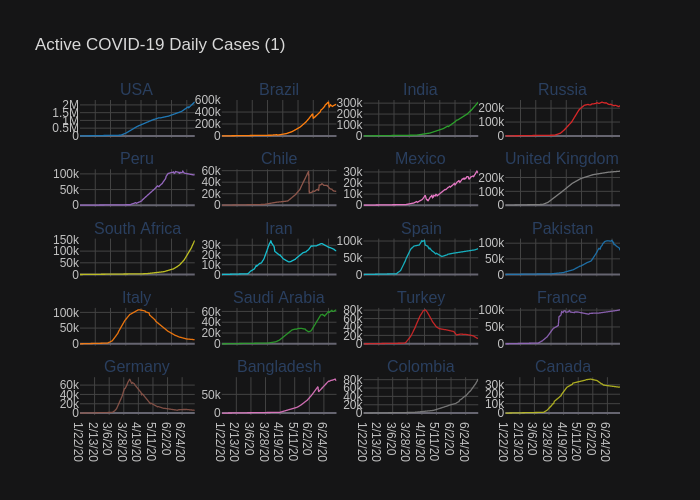 Active COVID-19 Daily Cases (1)
USA Brazil India Russia
2M 1.5M 1M 0.5M 0
600k 400k 200k 0
300k 200k 100k 0
200k 100k 0
Peru Chile Mexico United Kingdom
100k 50k 0
60k 40k 20k 0
30k 20k 10k 0
200k 100k 0
South Africa Iran Spain Pakistan
150k 100k 50k 0
30k 20k 10k 0
100k 50k 0
100k 50k 0
Italy Saudi Arabia Turkey France
100k 50k 0
60k 40k 20k 0
80k 60k 40k 20k 0
100k 50k 0
Germany Bangladesh Colombia Canada
60k 40k 20k 0
50k 0
80k 60k 40k 20k 0
30k 20k 10k 0
1/22/20 2/13/20 3/6/20 3/28/20 4/19/20 5/11/20 6/2/20 6/24/20
1/22/20 2/13/20 3/6/20 3/28/20 4/19/20 5/11/20 6/2/20 6/24/20
1/22/20 2/13/20 3/6/20 3/28/20 4/19/20 5/11/20 6/2/20 6/24/20
1/22/20 2/13/20 3/6/20 3/28/20 4/19/20 5/11/20 6/2/20 6/24/20